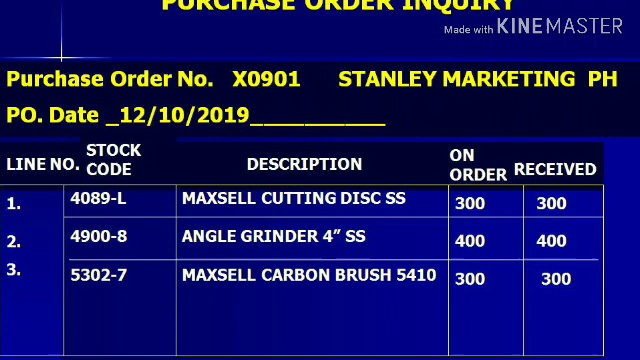 PURCHASE ORDER INQUIRY
Made with KINEMASTER
Purchase Order No. X0901 STANLEY MARKETING PH
PO. Date _12/10/2019___________
LINE NO. STOCK CODE DESCRIPTION ON ORDER RECEIVED
1. 4089-L MAXSELL CUTTING DISC SS 300 300
2. 4900-8 ANGLE GRINDER 4” SS 400 400
3. 5302-7 MAXSELL CARBON BRUSH 5410 300 300